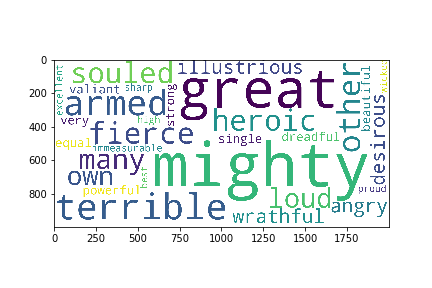 0
200
400
600
800
0 250 500 750 1000 1250 1500 1750
excellent
souled
illustrious
valiant sharp
strong
great
other
beautiful
wicked
armed
very
high
heroic
fierce
single
dreadful
desirous
equal
immeasurable
many
mighty
own
best
powerful
proud
loud
angry
terrible
wrathful